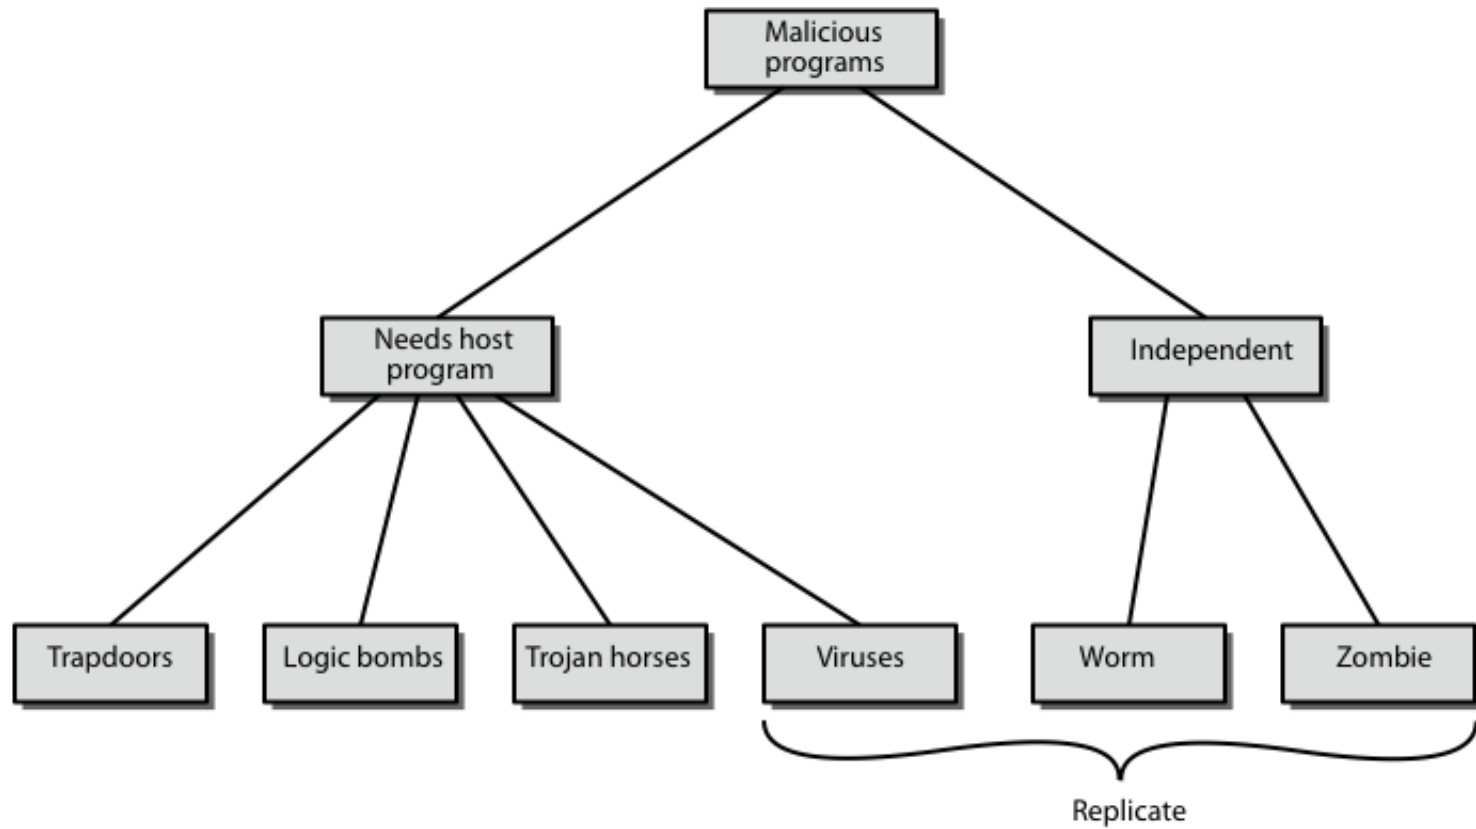 Malicious
programs
Needs host
program
Independent
Trapdoors
Logic bombs
Trojan horses
Viruses
Worm
Zombie
Replicate